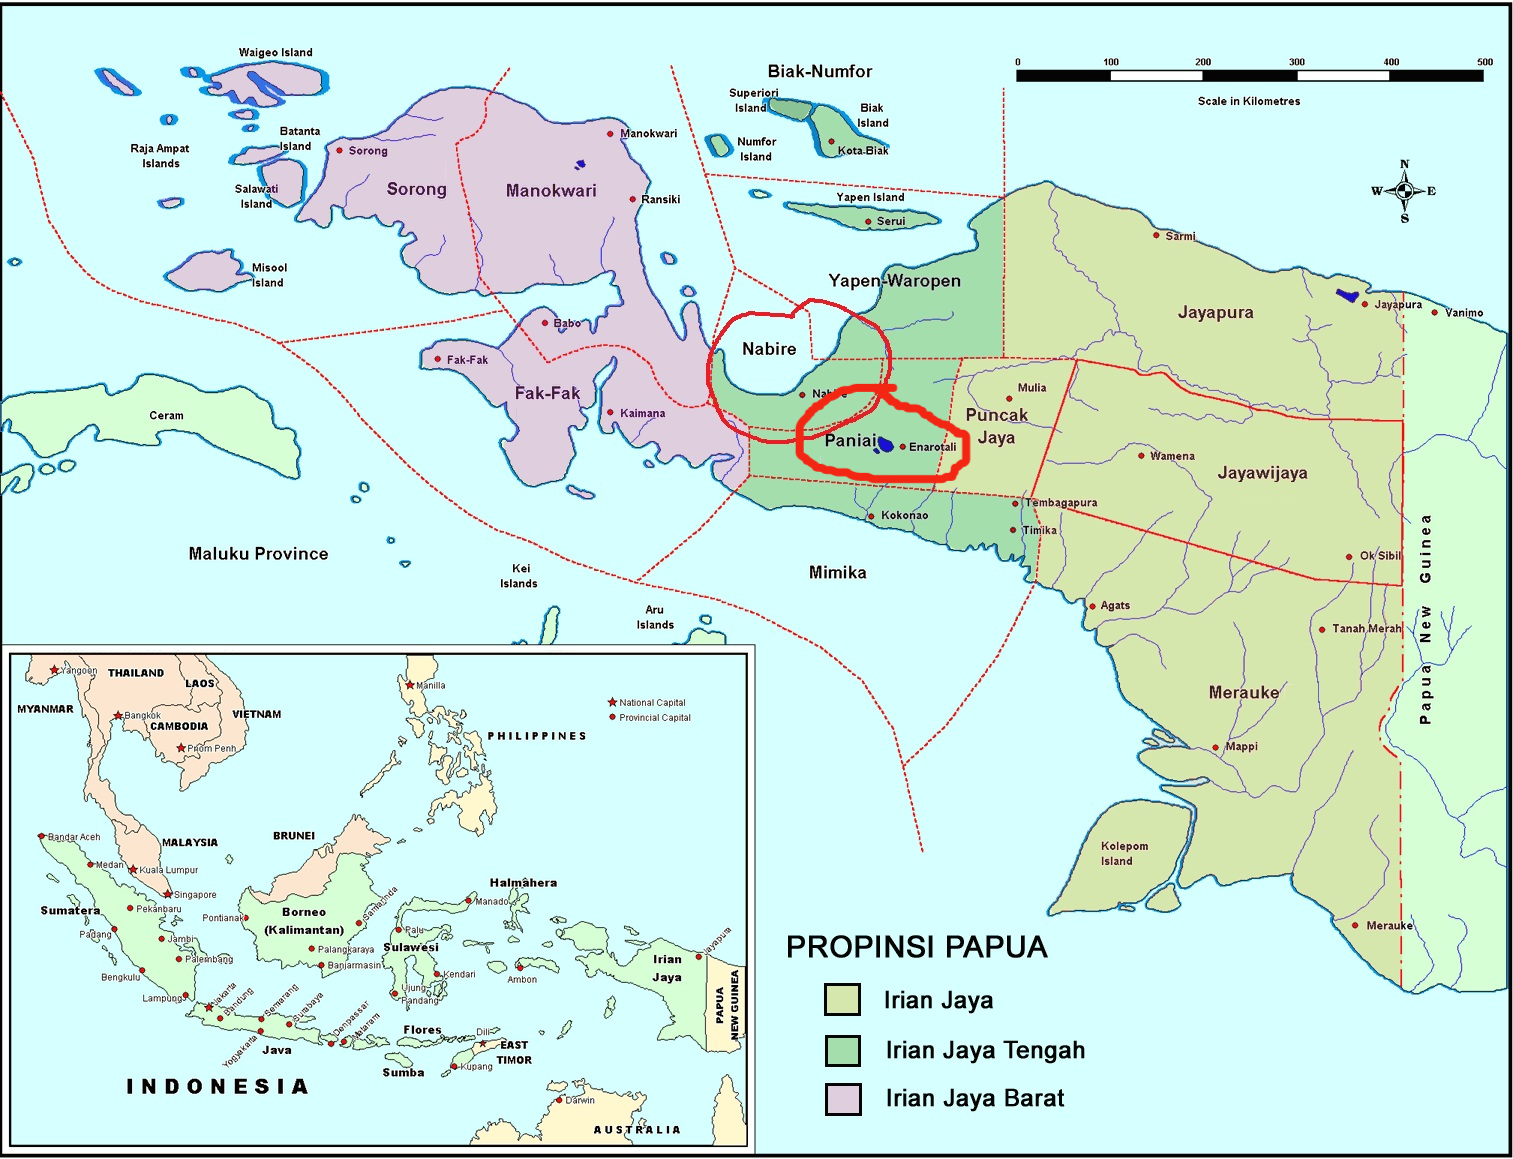 Waigeo Island
Biak-Numfor
0 100 200 300 400 500
Scale in Kilometres
Superiori
Island
Biak
Island
Kota Biak
Numfor
Island
Batanta
Island
Raja Ampat
Islands
Sorong
Manokwari
Salawati
Island
Sorong
Manokwari
Ransiki
Yapen Island
Serui
N
W E
S
Sarmi
Misool
Island
Yapen-Waropen
Jayapura
Jayapura
Vanimo
Babo
Fak-Fak
Nabire
Fak-Fak
Nabire
Mulia
Puncak
Jaya
Ceram
Kaimana
Paniai
Enarotali
Wamena
Jayawijaya
Kokonao
Tembagapura
Timika
Maluku Province
Kei
Islands
Mimika
Ok Sibil
Papua New Guinea
Aru
Islands
Agats
Tanah Merah
Merauke
Mappi
Kolepom
Island
Merauke
PROPINSI PAPUA
Irian Jaya
Irian Jaya Tengah
Irian Jaya Barat
Yangoen
THAILAND
LAOS
MYANMAR
Bangkok
CAMBODIA
VIETNAM
Pnom Penh
Manilla
National Capital
Provincial Capital
PHILIPPINES
Bandar Aceh
MALAYSIA
BRUNEI
Medan
Kuala Lumpur
Singapore
Halmahera
Sumatera
Pekanbaru
Pontianak
Borneo
(Kalimantan)
Samarinda
Manado
Padang
Jambi
Palangkaraya
Palu
Sulawesi
Irian
Jaya
Jayapura
Bengkulu
Palembang
Banjarmasin
Kendari
Ambon
Lampung
Jakarta
Bandung
Semarang
Surabaya
Ujung
Pandang
Yogyakarta
Java
Denpassar
Mataram
Flores
Dili
EAST
TIMOR
Sumba
Kupang
PAPUA
NEW GUINEA
INDONESIA
Darwin
AUSTRALIA